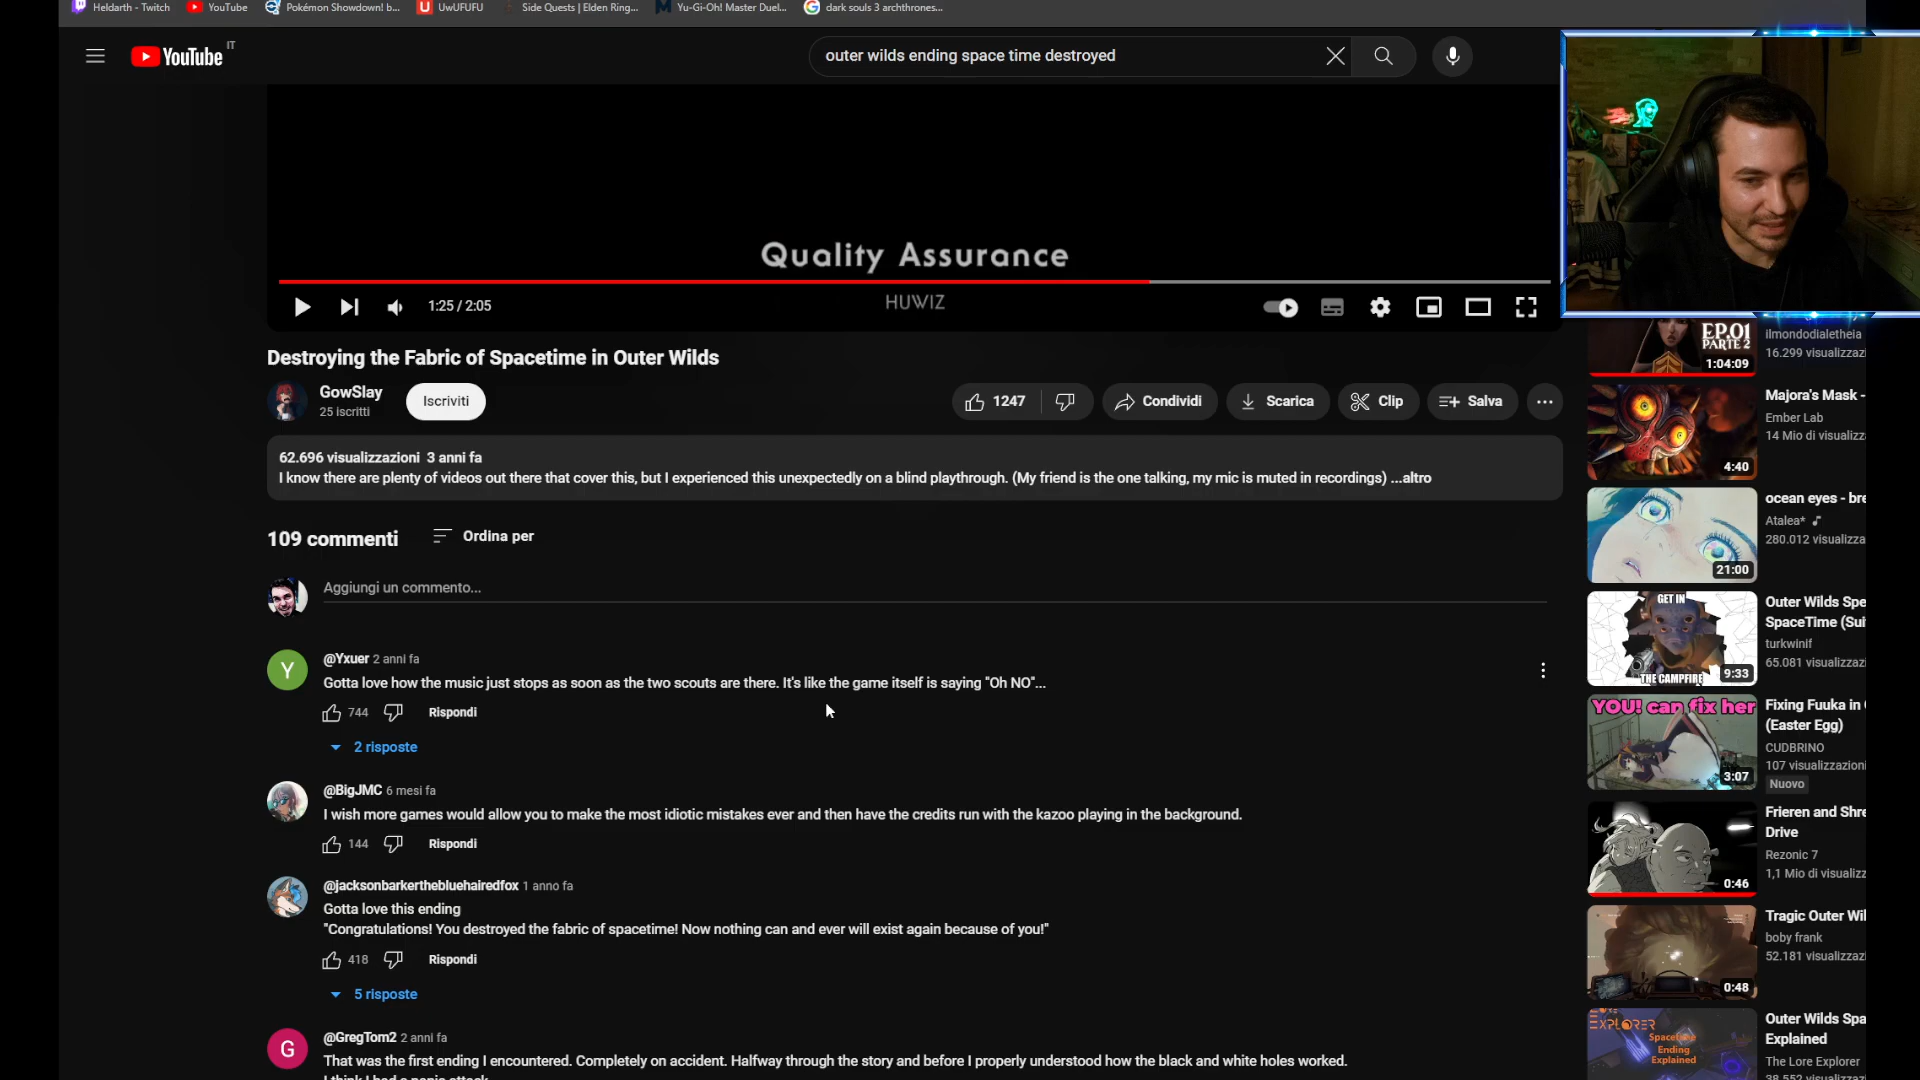 Heldarth - Twitch
YouTube
Pokémon Showdown! b...
UwUFUFU
Side Quests | Elden Ring...
Yu-Gi-Oh! Master Duel...
dark souls 3 archthrones...
YouTube IT
outer wilds ending space time destroyed
Quality Assurance
HUWIZ
1:25 / 2:05
Destroying the Fabric of Spacetime in Outer Wilds
GowSlay
25 iscritti
Iscriviti
1247
Condividi
Scarica
Clip
Salva
62.696 visualizzazioni 3 anni fa
I know there are plenty of videos out there that cover this, but I experienced this unexpectedly on a blind playthrough. (My friend is the one talking, my mic is muted in recordings) ...altro
109 commenti
Ordina per
Aggiungi un commento...
Y
@Yxuer 2 anni fa
Gotta love how the music just stops as soon as the two scouts are there. It's like the game itself is saying "Oh NO"...
744
Rispondi
2 risposte
@BigJMC 6 mesi fa
I wish more games would allow you to make the most idiotic mistakes ever and then have the credits run with the kazoo playing in the background.
144
Rispondi
@jacksonbarkerthebluehairedfox 1 anno fa
Gotta love this ending
"Congratulations! You destroyed the fabric of spacetime! Now nothing can and ever will exist again because of you!"
418
Rispondi
5 risposte
G
@GregTom2 2 anni fa
That was the first ending I encountered. Completely on accident. Halfway through the story and before I properly understood how the black and white holes worked.
EP.01
PARTE 2
1:04:09
ilmondodialetheia
16.299 visualizzazi
4:40
Majora's Mask -
Ember Lab
14 Mio di visualizz
21:00
ocean eyes - bre
Atalea* ♪
280.012 visualizza
GET IN
THE CAMPFIRE
9:33
Outer Wilds Spe
SpaceTime (Sui
turkwinif
65.081 visualizzaz
YOU! can fix her
3:07
Fixing Fuuka in
(Easter Egg)
CUDBRINO
107 visualizzazioni
Nuovo
0:46
Frieren and Shre
Drive
Rezonic 7
1,1 Mio di visualiz
0:48
Tragic Outer Wil
boby frank
52.181 visualizzaz
EXPLORER
Spacetime
Ending
Explained
Outer Wilds Spa
Explained
The Lore Explorer